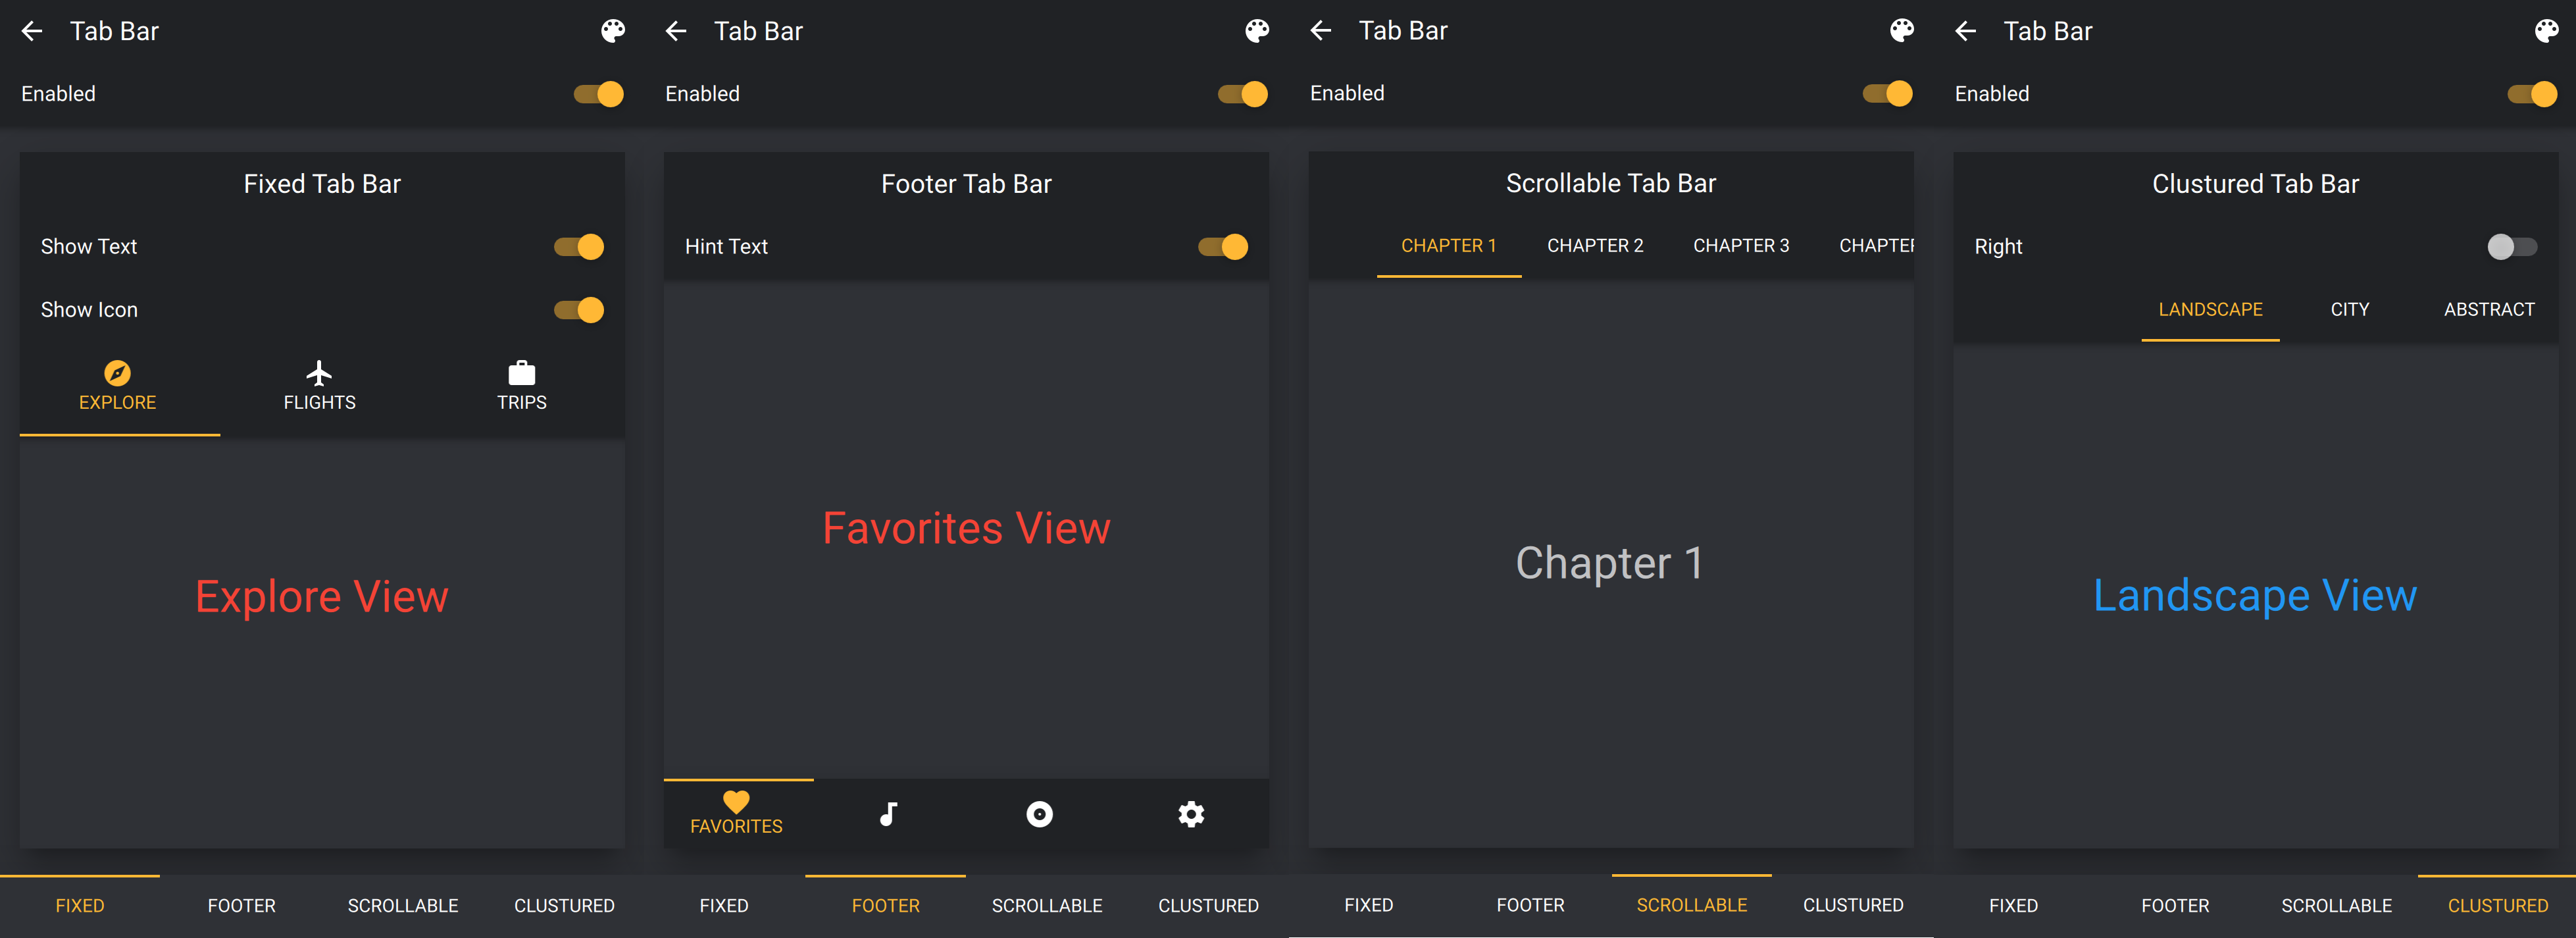 Tab Bar
Enabled
Fixed Tab Bar
Show Text
Show Icon
EXPLORE FLIGHTS TRIPS
Explore View
FIXED FOOTER SCROLLABLE CLUSTURED
Tab Bar
Enabled
Footer Tab Bar
Hint Text
Favorites View
FAVORITES
FIXED FOOTER SCROLLABLE CLUSTURED
Tab Bar
Enabled
Scrollable Tab Bar
CHAPTER 1 CHAPTER 2 CHAPTER 3 CHAPTER
Chapter 1
FIXED FOOTER SCROLLABLE CLUSTURED
Tab Bar
Enabled
Clustured Tab Bar
Right
LANDSCAPE CITY ABSTRACT
Landscape View
FIXED FOOTER SCROLLABLE CLUSTURED